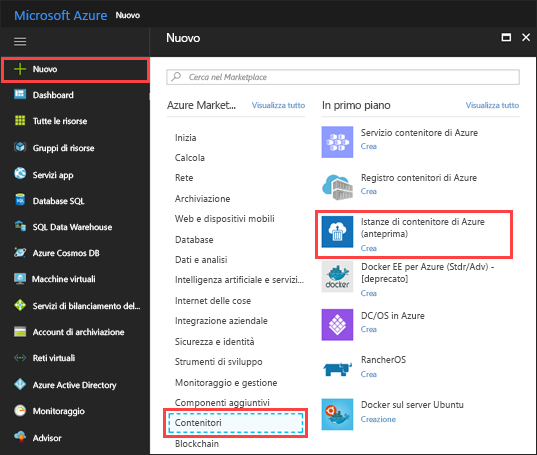 Microsoft Azure Nuovo
Nuovo
Dashboard
Tutte le risorse
Gruppi di risorse
Servizi app
Database SQL
SQL Data Warehouse
Azure Cosmos DB
Macchine virtuali
Servizi di bilanciamento del...
Account di archiviazione
Reti virtuali
Azure Active Directory
Monitoraggio
Advisor
Nuovo
Cerca nel Marketplace
Azure Market... Visualizza tutto
Inizia
Calcola
Rete
Archiviazione
Web e dispositivi mobili
Database
Dati e analisi
Intelligenza artificiale e servizi...
Internet delle cose
Integrazione aziendale
Sicurezza e identità
Strumenti di sviluppo
Monitoraggio e gestione
Componenti aggiuntivi
Contenitori
Blockchain
In primo piano Visualizza tutto
Servizio contenitore di Azure
Crea
Registro contenitori di Azure
Crea
Istanze di contenitore di Azure
(anteprima)
Crea
docker
Docker EE per Azure (Stdr/Adv) -
[deprecato]
Crea
DC/OS in Azure
Crea
RancherOS
Crea
Docker sul server Ubuntu
Creazione